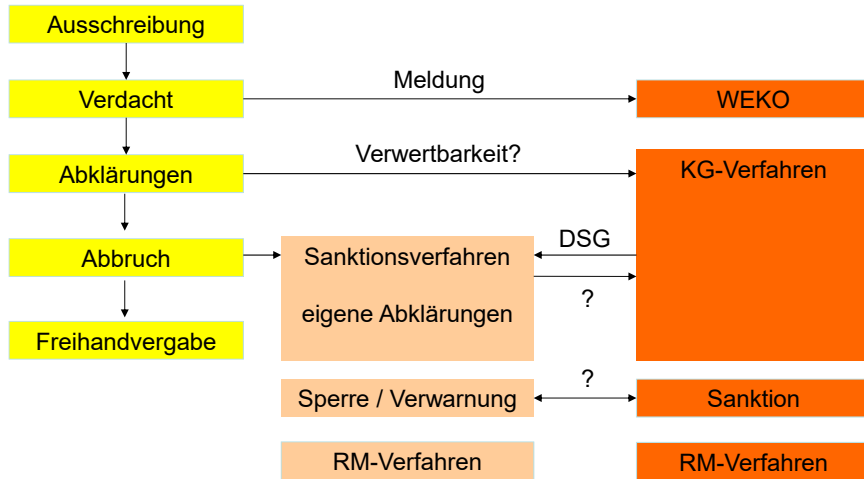 Ausschreibung
Meldung
Verdacht
WEKO
Verwertbarkeit?
Abklärungen
KG-Verfahren
DSG
Abbruch
Sanktionsverfahren
?
eigene Abklärungen
Freihandvergabe
?
Sperre / Verwarnung
Sanktion
RM-Verfahren
RM-Verfahren